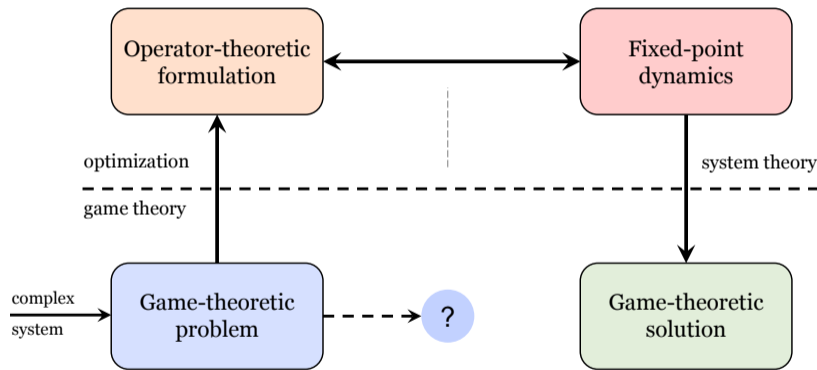 Operator-theoretic
formulation
Fixed-point
dynamics
optimization
system theory
game theory
complex
system
Game-theoretic
problem
?
Game-theoretic
solution